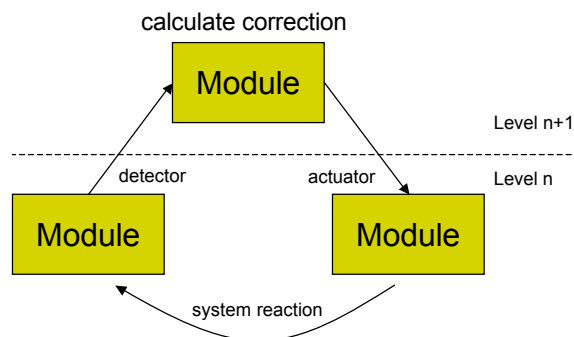 calculate correction
Module
Level n+1
detector
actuator
Level n
Module
Module
system reaction